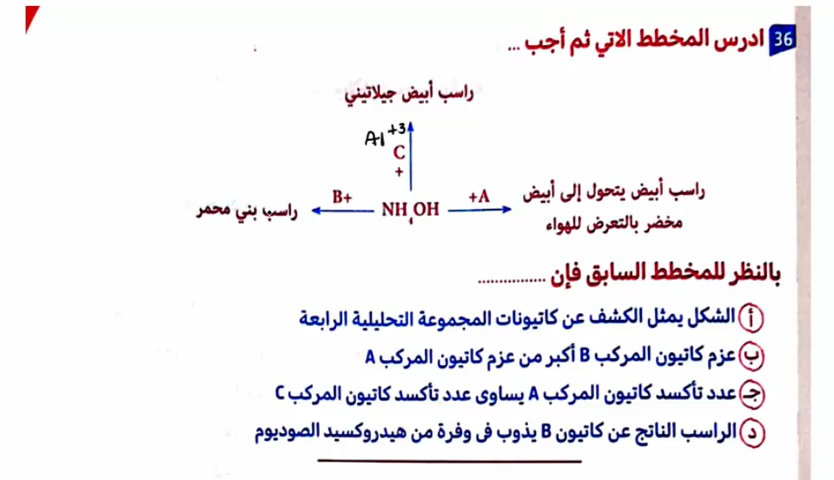 36 ادرس المخطط الاتي ثم أجب ...
راسب أبيض جيلاتيني
Al+3
C
+
راسب بني محمر B+ NH4OH +A راسب أبيض يتحول إلى أبيض
مخضر بالتعرض للهواء
بالنظر للمخطط السابق فإن ................
أ الشكل يمثل الكشف عن كاتيونات المجموعة التحليلية الرابعة
ب عزم كاتيون المركب B أكبر من عزم كاتيون المركب A
جـ عدد تأكسد كاتيون المركب A يساوى عدد تأكسد كاتيون المركب C
د الراسب الناتج عن كاتيون B يذوب فى وفرة من هيدروكسيد الصوديوم